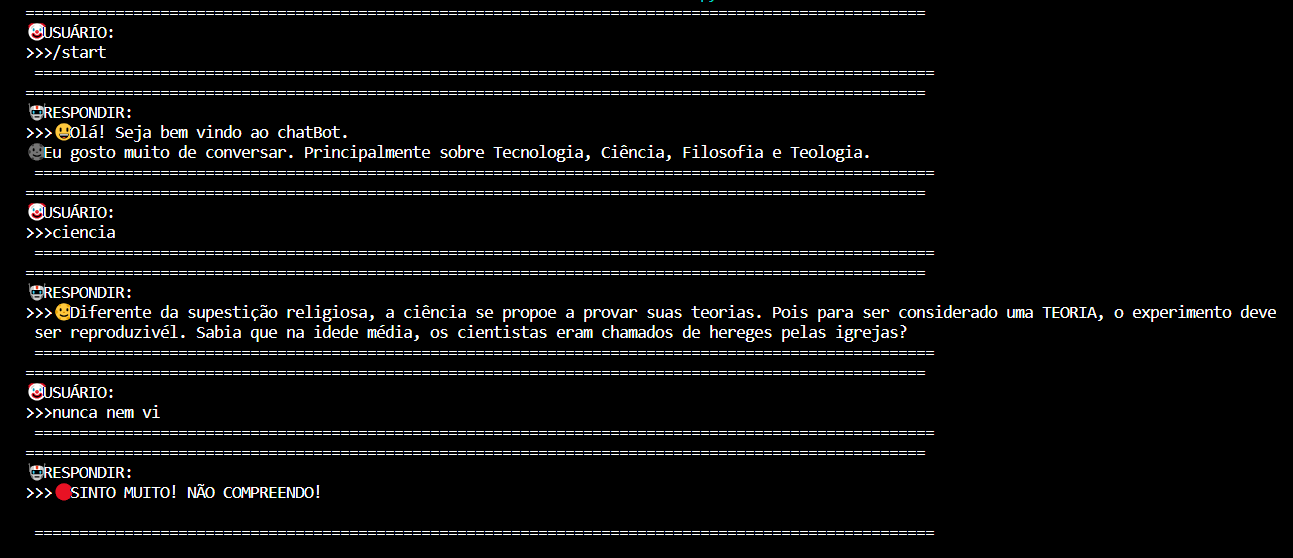 ====================================================================================================
🤡USUÁRIO:
>>>/start
====================================================================================================
====================================================================================================
🤖RESPONDIR:
>>>😀Olá! Seja bem vindo ao chatBot.
🌚Eu gosto muito de conversar. Principalmente sobre Tecnologia, Ciência, Filosofia e Teologia.
====================================================================================================
====================================================================================================
🤡USUÁRIO:
>>>ciencia
====================================================================================================
====================================================================================================
🤖RESPONDIR:
>>>🙂Diferente da supestição religiosa, a ciência se propoe a provar suas teorias. Pois para ser considerado uma TEORIA, o experimento deve
ser reproduzivél. Sabia que na idede média, os cientistas eram chamados de hereges pelas igrejas?
====================================================================================================
====================================================================================================
🤡USUÁRIO:
>>>nunca nem vi
====================================================================================================
====================================================================================================
🤖RESPONDIR:
>>>🔴SINTO MUITO! NÃO COMPREENDO!
====================================================================================================